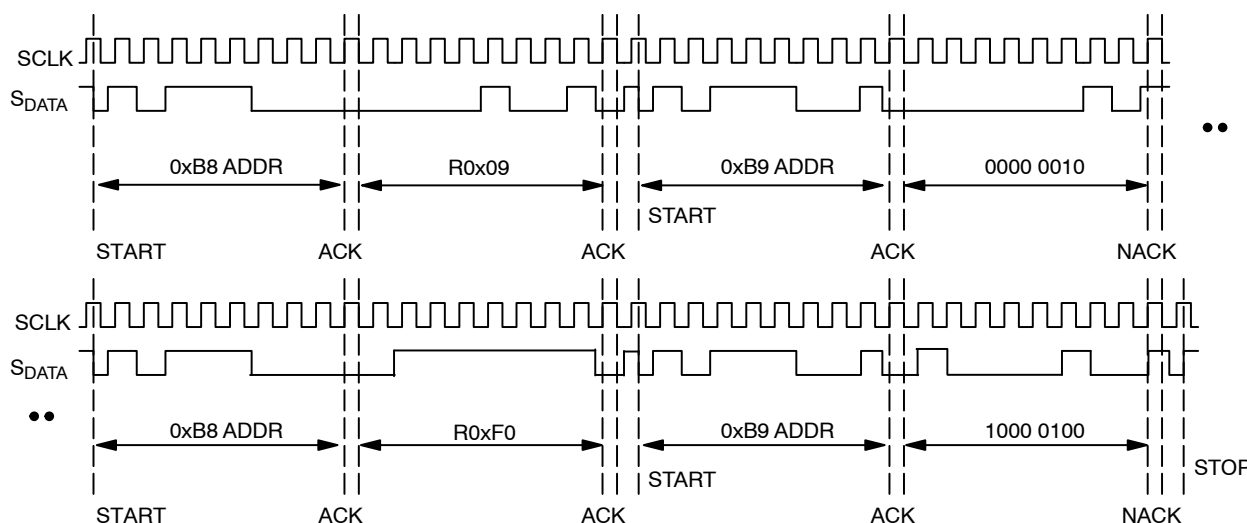 SCLK
SDATA
0xB8 ADDR R0x09 0xB9 ADDR 0000 0010
START
START ACK ACK ACK NACK
SCLK
SDATA
0xB8 ADDR R0xF0 0xB9 ADDR 1000 0100
START STOP
START ACK ACK ACK NACK